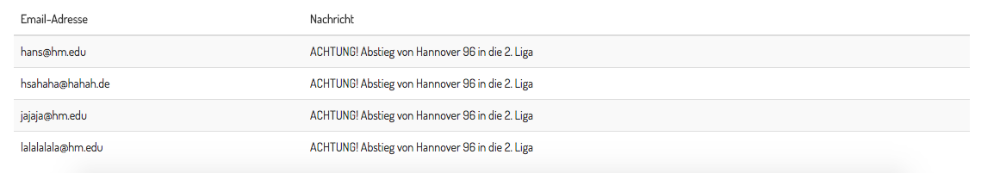 Email-Adresse Nachricht
hans@hm.edu ACHTUNG! Abstieg von Hannover 96 in die 2. Liga
hsahaha@hahah.de ACHTUNG! Abstieg von Hannover 96 in die 2. Liga
jajaja@hm.edu ACHTUNG! Abstieg von Hannover 96 in die 2. Liga
lalalalala@hm.edu ACHTUNG! Abstieg von Hannover 96 in die 2. Liga